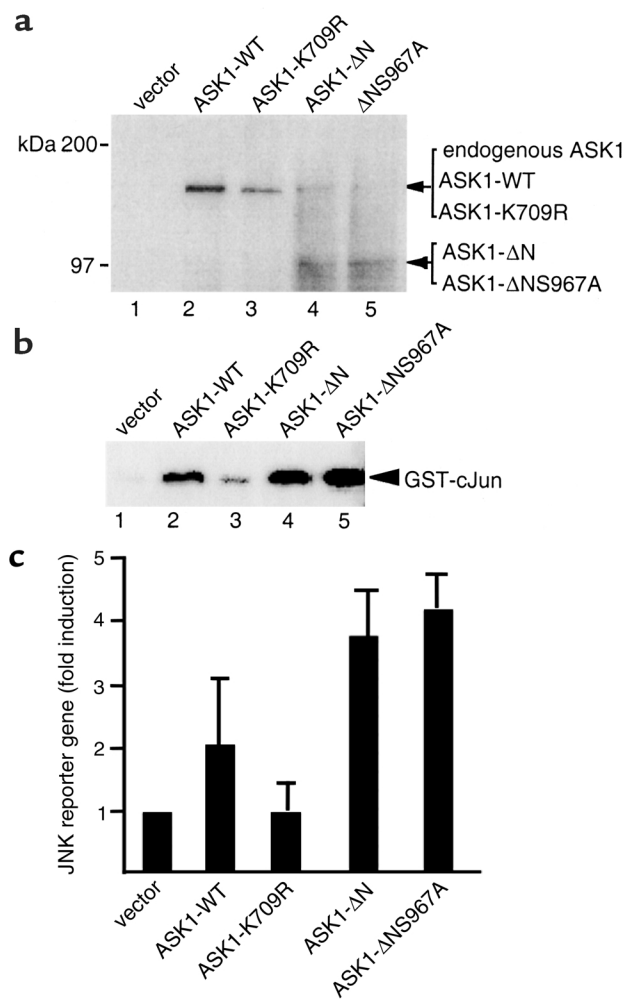 a
vector
ASK1-WT
ASK1-K709R
ASK1-ΔN
ΔNS967A
kDa 200
97
endogenous ASK1
ASK1-WT
ASK1-K709R
ASK1-ΔN
ASK1-ΔNS967A
1 2 3 4 5
b
vector
ASK1-WT
ASK1-K709R
ASK1-ΔN
ASK1-ΔNS967A
GST-cJun
1 2 3 4 5
c
JNK reporter gene (fold induction)
5
4
3
2
1
vector
ASK1-WT
ASK1-K709R
ASK1-ΔN
ASK1-ΔNS967A